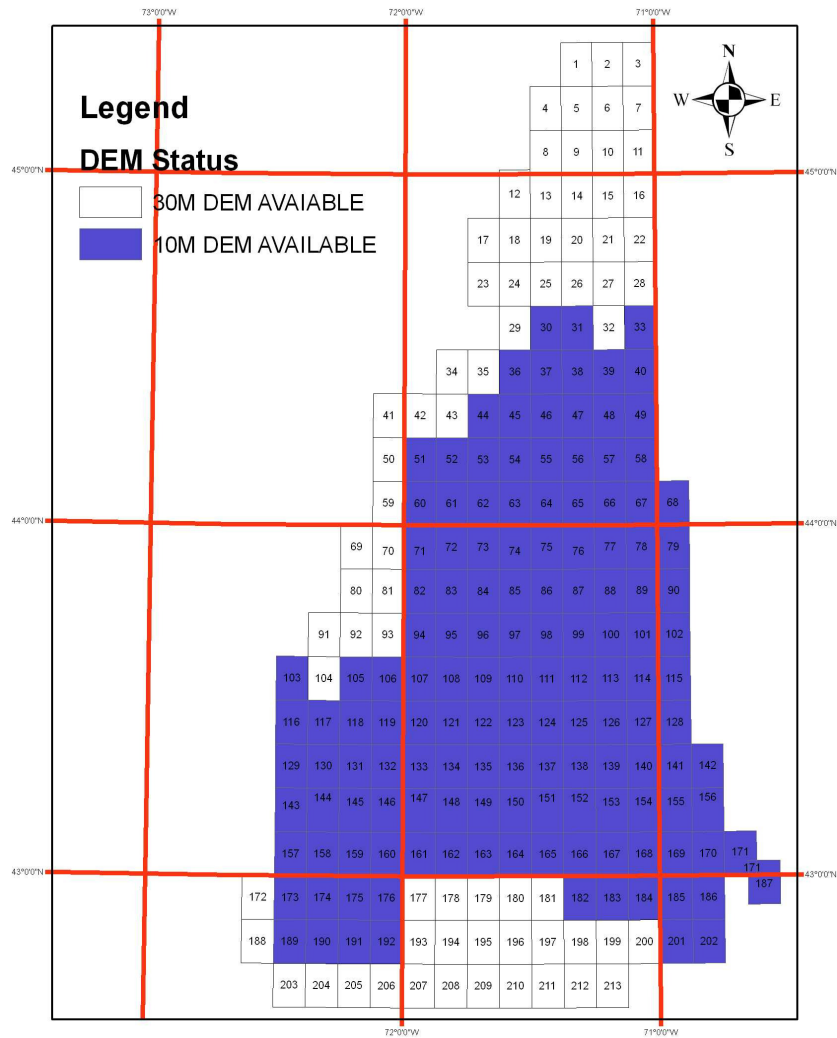 73°0'0"W 72°0'0"W 71°0'0"W
1 2 3
N
Legend
W E
4 5 6 7
S
8 9 10 11
DEM Status
45°0'0"N 45°0'0"N
12 13 14 15 16
30M DEM AVAIABLE
17 18 19 20 21 22
10M DEM AVAILABLE
23 24 25 26 27 28
29 30 31 32 33
34 35 36 37 38 39 40
41 42 43 44 45 46 47 48 49
50 51 52 53 54 55 56 57 58
59 60 61 62 63 64 65 66 67 68
44°0'0"N 44°0'0"N
69 70 71 72 73 74 75 76 77 78 79
80 81 82 83 84 85 86 87 88 89 90
91 92 93 94 95 96 97 98 99 100 101 102
103 104 105 106 107 108 109 110 111 112 113 114 115
116 117 118 119 120 121 122 123 124 125 126 127 128
129 130 131 132 133 134 135 136 137 138 139 140 141 142
143 144 145 146 147 148 149 150 151 152 153 154 155 156
157 158 159 160 161 162 163 164 165 166 167 168 169 170 171
171
43°0'0"N 43°0'0"N
187
172 173 174 175 176 177 178 179 180 181 182 183 184 185 186
188 189 190 191 192 193 194 195 196 197 198 199 200 201 202
203 204 205 206 207 208 209 210 211 212 213
72°0'0"W 71°0'0"W